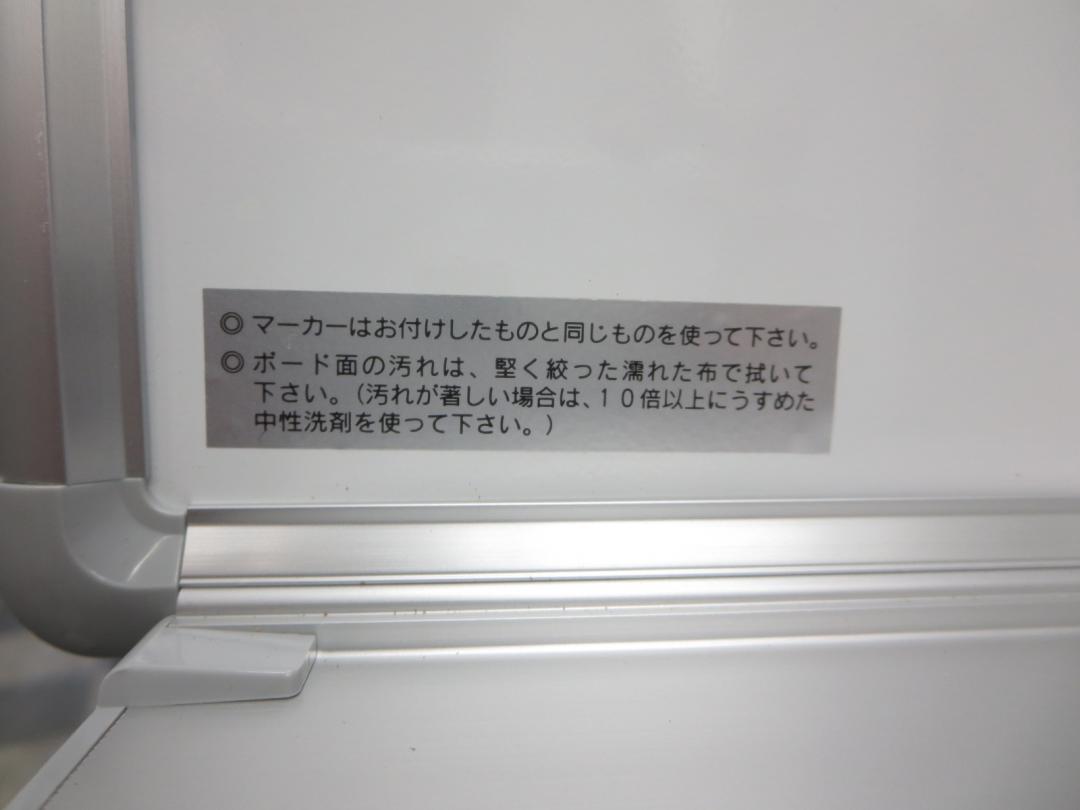 ◎マーカーはお付けしたものと同じものを使って下さい。
◎ボード面の汚れは、堅く絞った濡れた布で拭いて
下さい。(汚れが著しい場合は、10倍以上にうすめた
中性洗剤を使って下さい。)